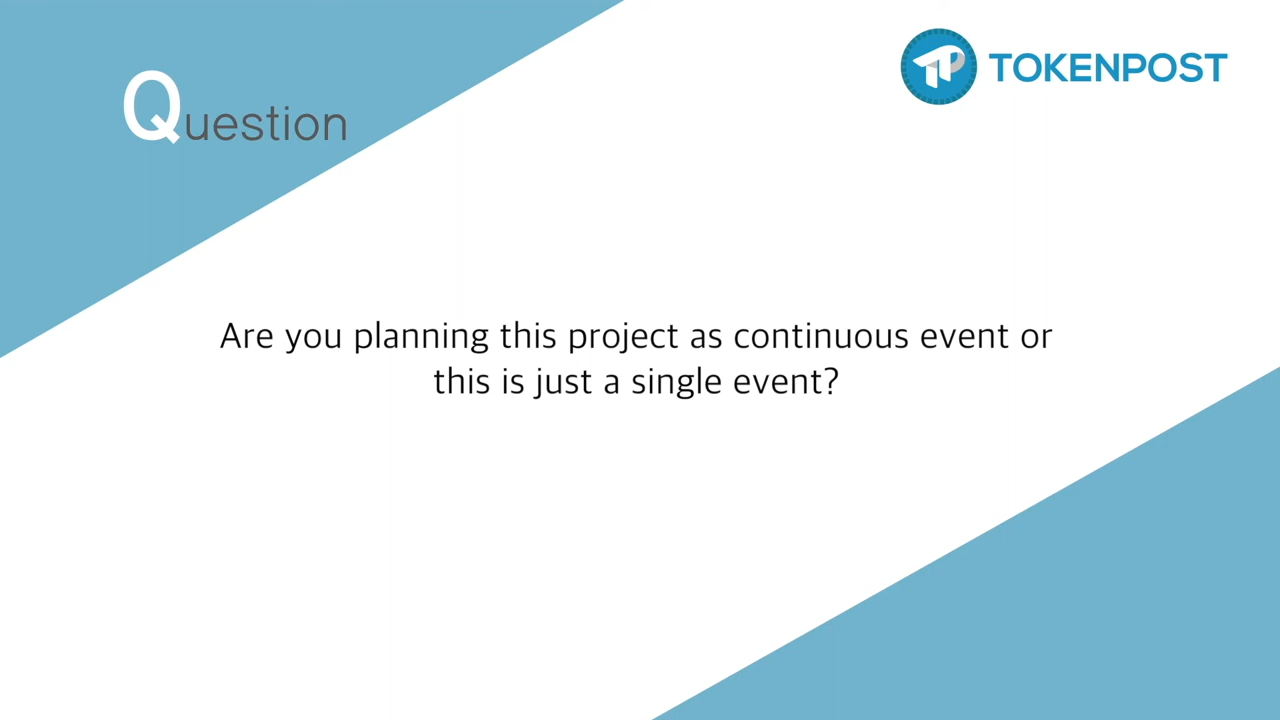 Question
TOKENPOST
Are you planning this project as continuous event or
this is just a single event?